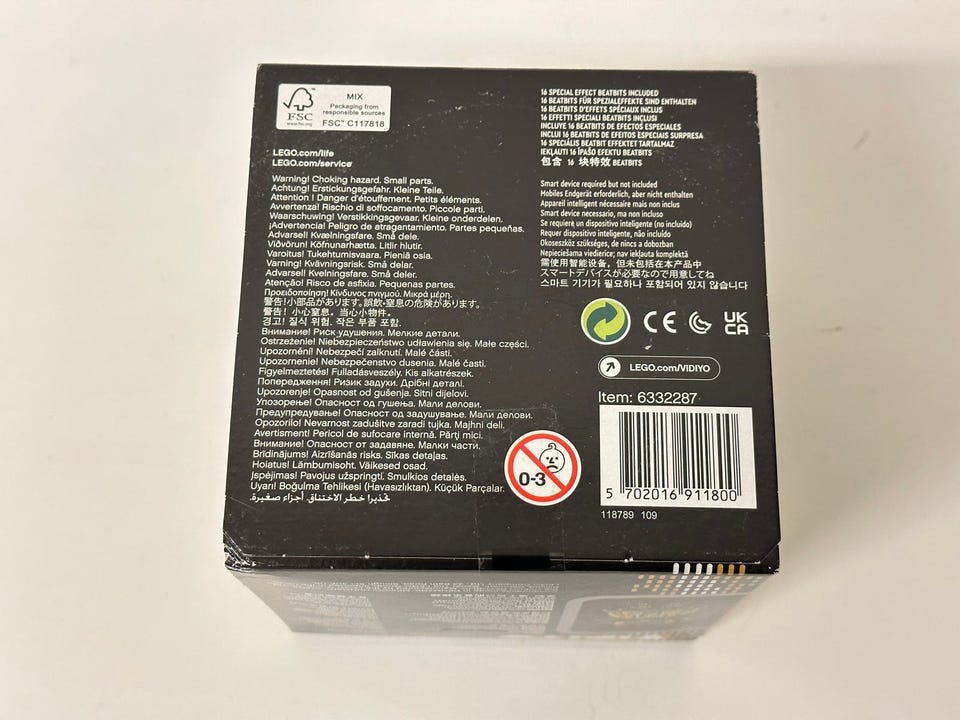 FSC™
www.fsc.org
MIX
Packaging from
responsible sources
FSC™ C117818
LEGO.com/life
LEGO.com/service
Warning! Choking hazard. Small parts.
Achtung! Erstickungsgefahr. Kleine Teile.
Attention ! Danger d'étouffement. Petits éléments.
Avvertenza! Rischio di soffocamento. Piccole parti.
Waarschuwing! Verstikkingsgevaar. Kleine onderdelen.
¡Advertencia! Peligro de atragantamiento. Partes pequeñas.
Advarsel! Kvælningsfare. Små dele.
Viðvörun! Köfnunarhætta. Litlir hlutir.
Varoitus! Tukehtumisvaara. Pieniä osia.
Varning! Kvävningsrisk. Små delar.
Advarsel! Kvelningsfare. Små deler.
Atenção! Risco de asfixia. Pequenas partes.
Προειδοποίηση! Κίνδυνος πνιγμού. Μικρά μέρη.
警告!小部品があります。誤飲・窒息の危険があります。
警告! 小心窒息。当心小物件。
경고! 질식 위험. 작은 부품 포함.
Внимание! Риск удушения. Мелкие детали.
Ostrzeżenie! Niebezpieczeństwo udławienia się. Małe części.
Upozornění! Nebezpečí zalknutí. Malé části.
Upozornenie! Nebezpečenstvo dusenia. Malé časti.
Figyelmeztetés! Fulladásveszély. Kis alkatrészek.
Попередження! Ризик задухи. Дрібні деталі.
Upozorenje! Opasnost od gušenja. Sitni dijelovi.
Упозорење! Опасност од гушења. Мали делови.
Предупредување! Опасност од задушување. Мали делови.
Opozorilo! Nevarnost zadušitve zaradi tujka. Majhni deli.
Avertisment! Pericol de sufocare internă. Părţi mici.
Внимание! Опасност от задавяне. Малки части.
Brīdinājums! Aizrīšanās risks. Sīkas detaļas.
Hoiatus! Lämbumisoht. Väikesed osad.
Įspėjimas! Pavojus užspringti. Smulkios detalės.
Uyarı! Boğulma Tehlikesi (Havasızlıktan). Küçük Parçalar.
تحذير! خطر الاختناق. أجزاء صغيرة.
16 SPECIAL EFFECT BEATBITS INCLUDED
16 BEATBITS FÜR SPEZIALEFFEKTE SIND ENTHALTEN
16 BEATBITS D'EFFETS SPÉCIAUX INCLUS
16 EFFETTI SPECIALI BEATBITS INCLUSI
INCLUYE 16 BEATBITS DE EFECTOS ESPECIALES
INCLUI 16 BEATBITS DE EFEITOS ESPECIAIS SURPRESA
16 SPECIÁLIS BEATBIT EFFEKTET TARTALMAZ
IEKĻAUTI 16 ĪPAŠO EFEKTU BEATBITS
包含 16 块特效 BEATBITS
Smart device required but not included
Mobiles Endgerät erforderlich, aber nicht enthalten
Appareil intelligent nécessaire mais non inclus
Smart device necessario, ma non incluso
Se requiere un dispositivo inteligente (no incluido)
Requer dispositivo inteligente, não incluído
Okoseszköz szükséges, de nincs a dobozban
Nepieciešama viedierīce; nav iekļauta komplektā
需使用智能设备，但未包括在本产品中
スマートデバイスが必要なので用意してね
스마트 기기가 필요하나 포함되어 있지 않습니다
CE
UK
CA
LEGO.com/VIDIYO
Item: 6332287
0-3
5 702016 911800
118789 109